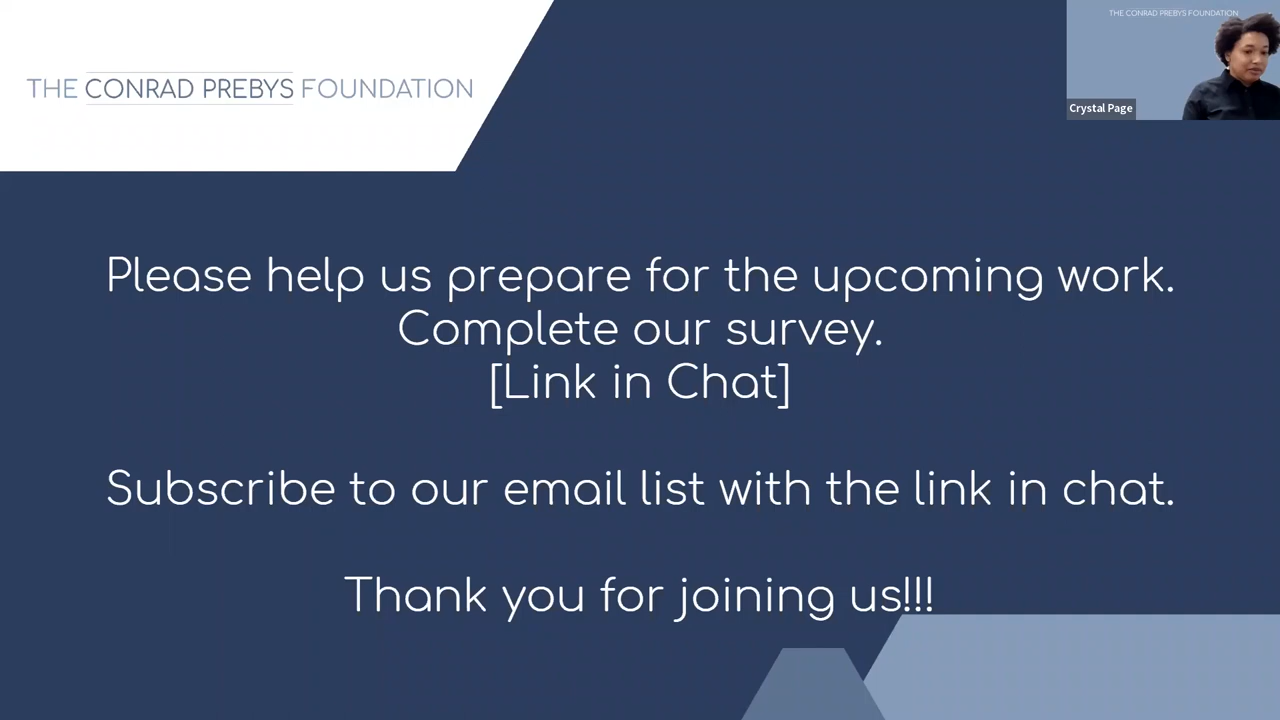 THE CONRAD PREBYS FOUNDATION
THE CONRAD PREBYS FOUNDATION
Crystal Page
Please help us prepare for the upcoming work.
Complete our survey.
[Link in Chat]
Subscribe to our email list with the link in chat.
Thank you for joining us!!!